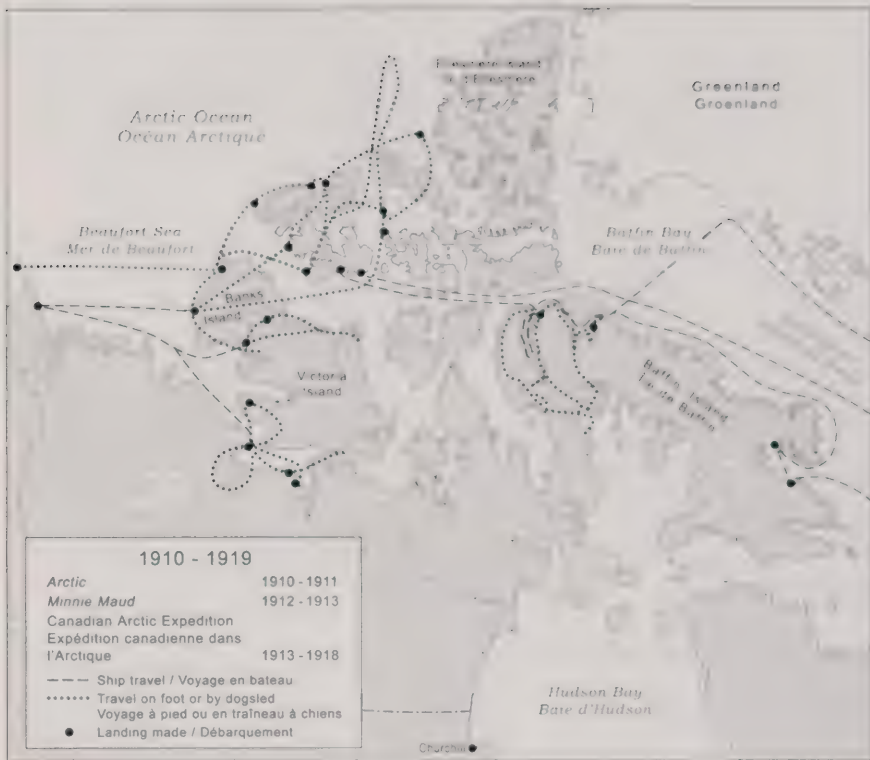 Greenland
Groenland
Arctic Ocean
Océan Arctique
Beaufort Sea
Mer de Beaufort
Baffin Bay
Baie de Baffin
Banks
Island
Victoria
Island
Baffin Island
Île de Baffin
1910 - 1919
Arctic 1910 - 1911
Minnie Maud 1912 - 1913
Canadian Arctic Expedition
Expédition canadienne dans
l'Arctique 1913 - 1918
Ship travel / Voyage en bateau
Travel on foot or by dogsled
Voyage à pied ou en traîneau à chiens
Landing made / Débarquement
Hudson Bay
Baie d'Hudson
Churchill